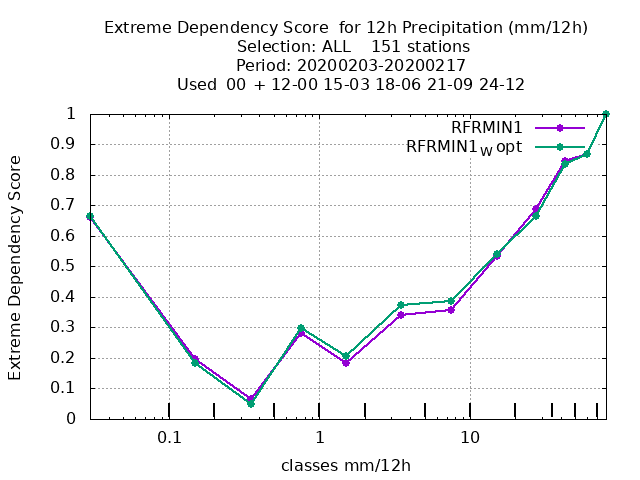 Extreme Dependency Score  for 12h Precipitation (mm/12h)
Selection: ALL    151 stations
Period: 20200203-20200217
Used  00 + 12-00 15-03 18-06 21-09 24-12
RFRMIN1
RFRMIN1W opt
Extreme Dependency Score
1
0.9
0.8
0.7
0.6
0.5
0.4
0.3
0.2
0.1
0
0.1
1
10
classes mm/12h